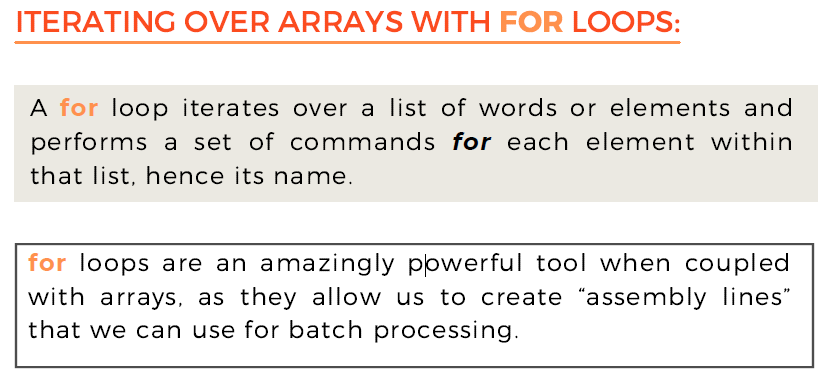 ITERATING OVER ARRAYS WITH FOR LOOPS:
A for loop iterates over a list of words or elements and
performs a set of commands for each element within
that list, hence its name.
for loops are an amazingly powerful tool when coupled
with arrays, as they allow us to create “assembly lines”
that we can use for batch processing.